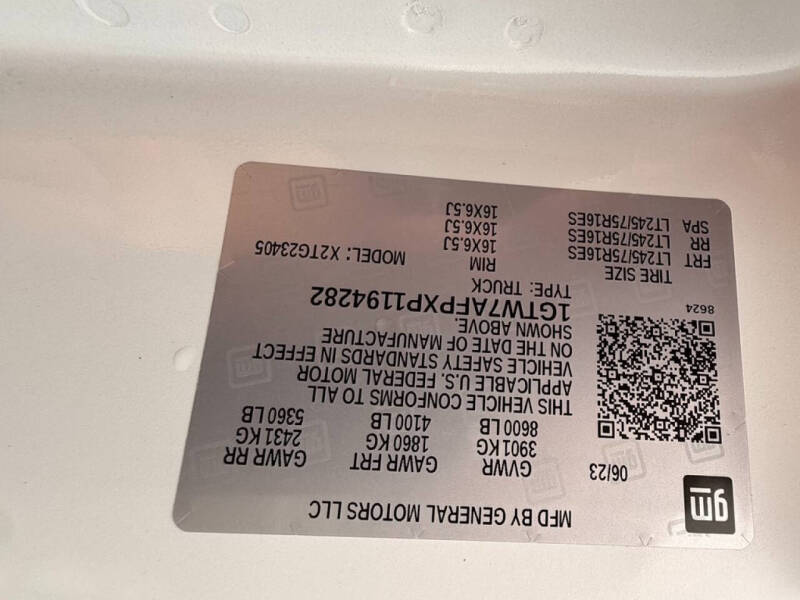 gm
MFD BY GENERAL MOTORS LLC
06/23
GVWR GAWR FRT GAWR RR
3901 KG 1860 KG 2431 KG
8600 LB 4100 LB 5360 LB
THIS VEHICLE CONFORMS TO ALL
APPLICABLE U.S. FEDERAL MOTOR
VEHICLE SAFETY STANDARDS IN EFFECT
ON THE DATE OF MANUFACTURE
SHOWN ABOVE.
1GTW7AFPXP1194282
8624
TYPE: TRUCK
TIRE SIZE RIM MODEL: X2TG23405
FRT LT245/75R16ES 16X6.5J
RR LT245/75R16ES 16X6.5J
SPA LT245/75R16ES 16X6.5J